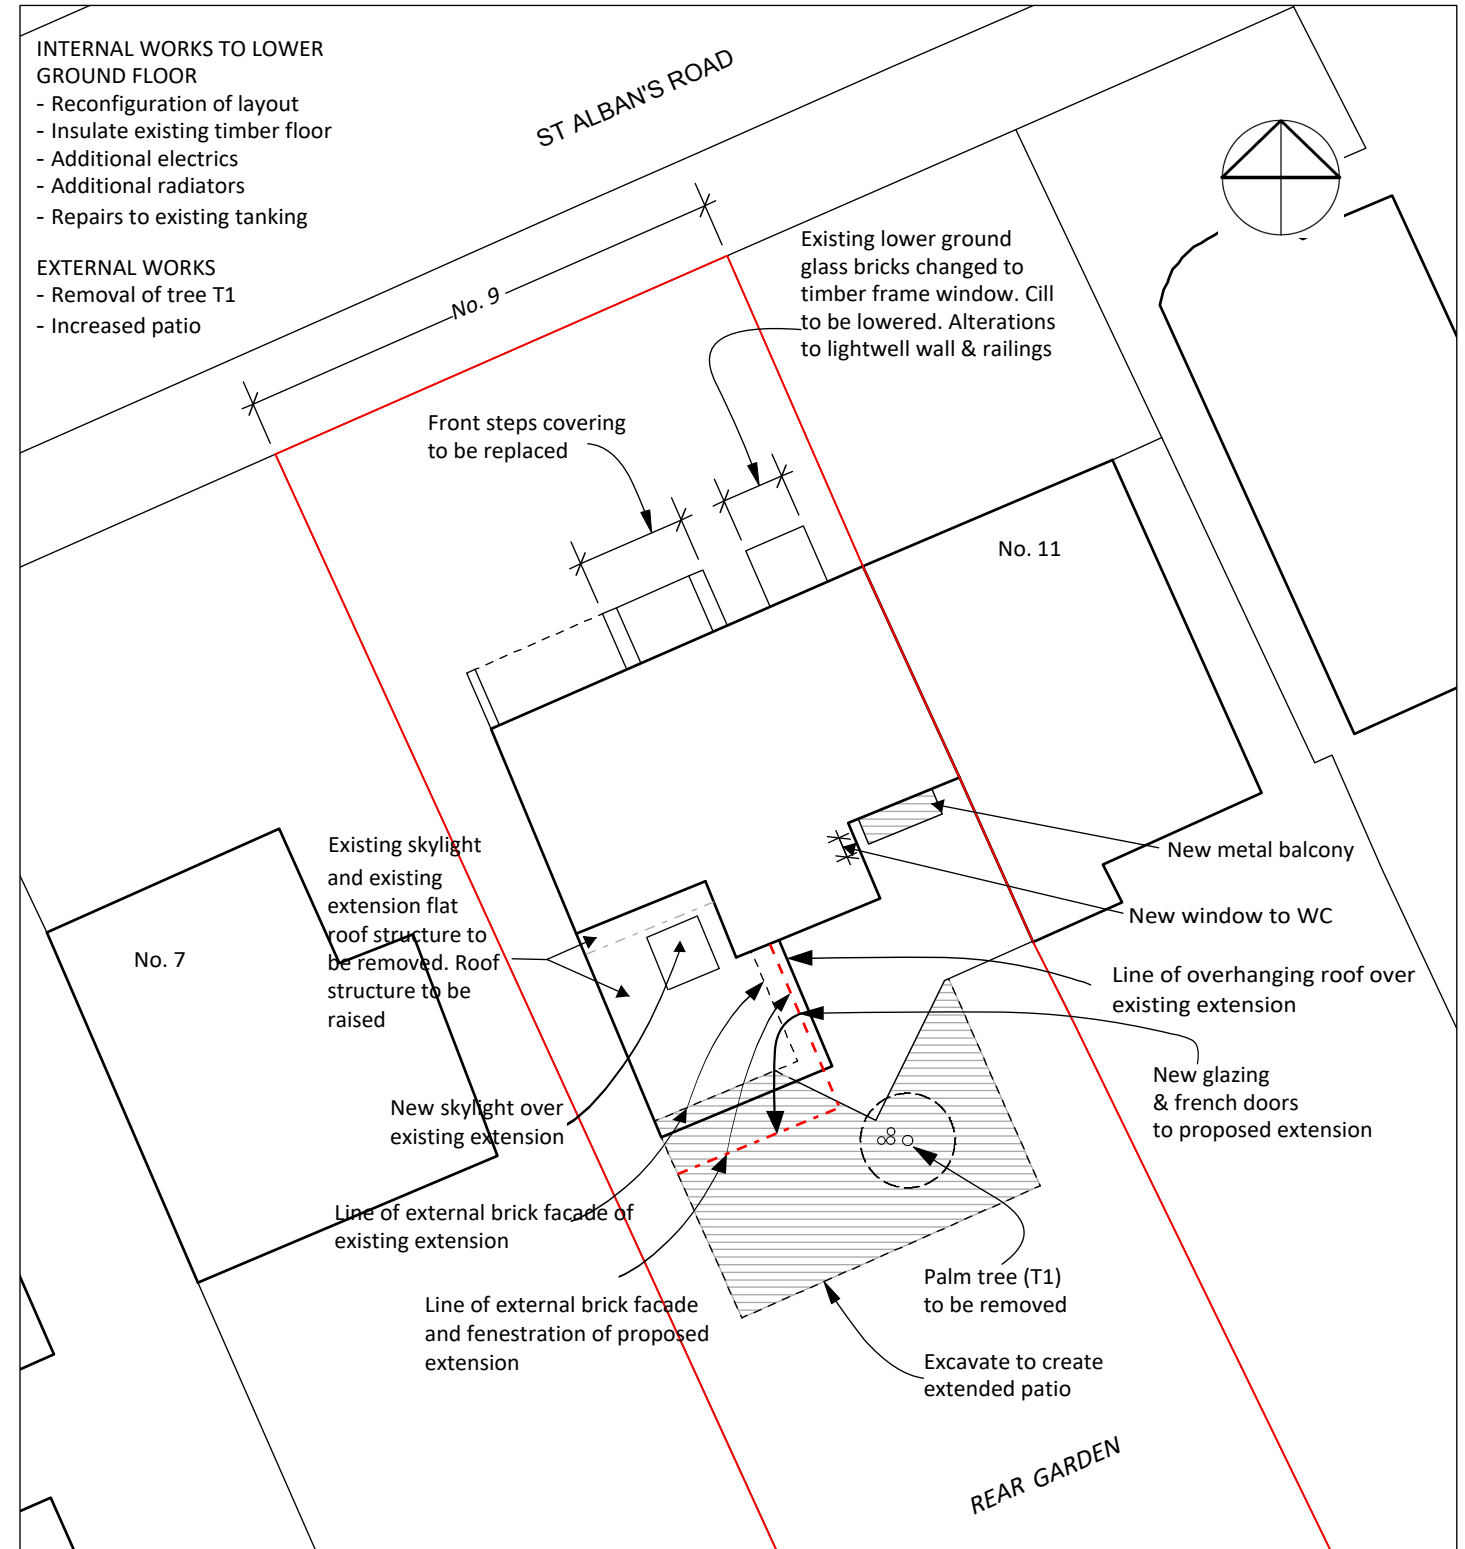 INTERNAL WORKS TO LOWER
GROUND FLOOR
- Reconfiguration of layout
- Insulate existing timber floor
- Additional electrics
- Additional radiators
- Repairs to existing tanking
EXTERNAL WORKS
- Removal of tree T1
- Increased patio
ST ALBAN'S ROAD
No. 9
Existing lower ground
glass bricks changed to
timber frame window. Cill
to be lowered. Alterations
to lightwell wall & railings
Front steps covering
to be replaced
No. 11
Existing skylight
and existing
extension flat
roof structure to
be removed. Roof
structure to be
raised
No. 7
New metal balcony
New window to WC
Line of overhanging roof over
existing extension
New glazing
& french doors
to proposed extension
New skylight over
existing extension
Line of external brick facade of
existing extension
Line of external brick facade
and fenestration of proposed
extension
Palm tree (T1)
to be removed
Excavate to create
extended patio
REAR GARDEN